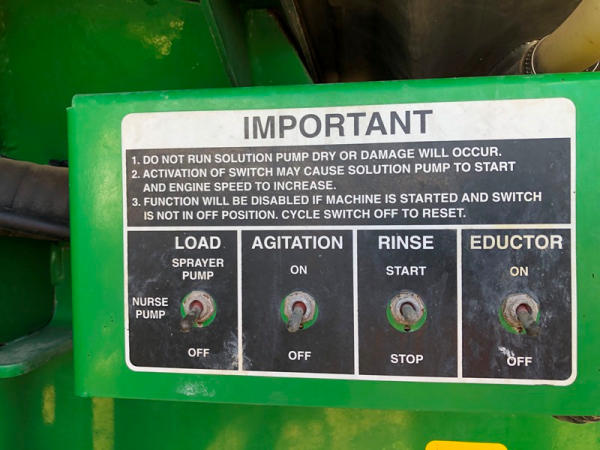 IMPORTANT
1. DO NOT RUN SOLUTION PUMP DRY OR DAMAGE WILL OCCUR.
2. ACTIVATION OF SWITCH MAY CAUSE SOLUTION PUMP TO START
AND ENGINE SPEED TO INCREASE.
3. FUNCTION WILL BE DISABLED IF MACHINE IS STARTED AND SWITCH
IS NOT IN OFF POSITION. CYCLE SWITCH OFF TO RESET.
LOAD
SPRAYER
PUMP
NURSE
PUMP
OFF
AGITATION
ON
OFF
RINSE
START
STOP
EDUCTOR
ON
OFF